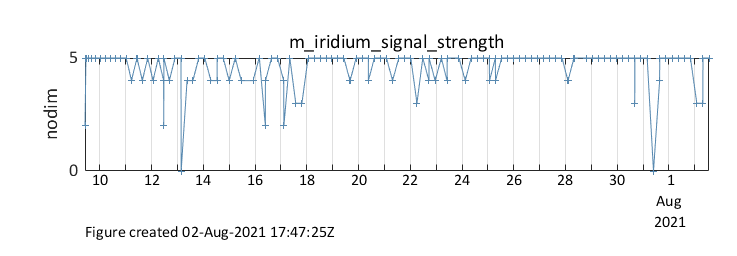 m_iridium_signal_strength
5
nodim
0
10 12 14 16 18 20 22 24 26 28 30 1
Aug
2021
Figure created 02-Aug-2021 17:47:25Z